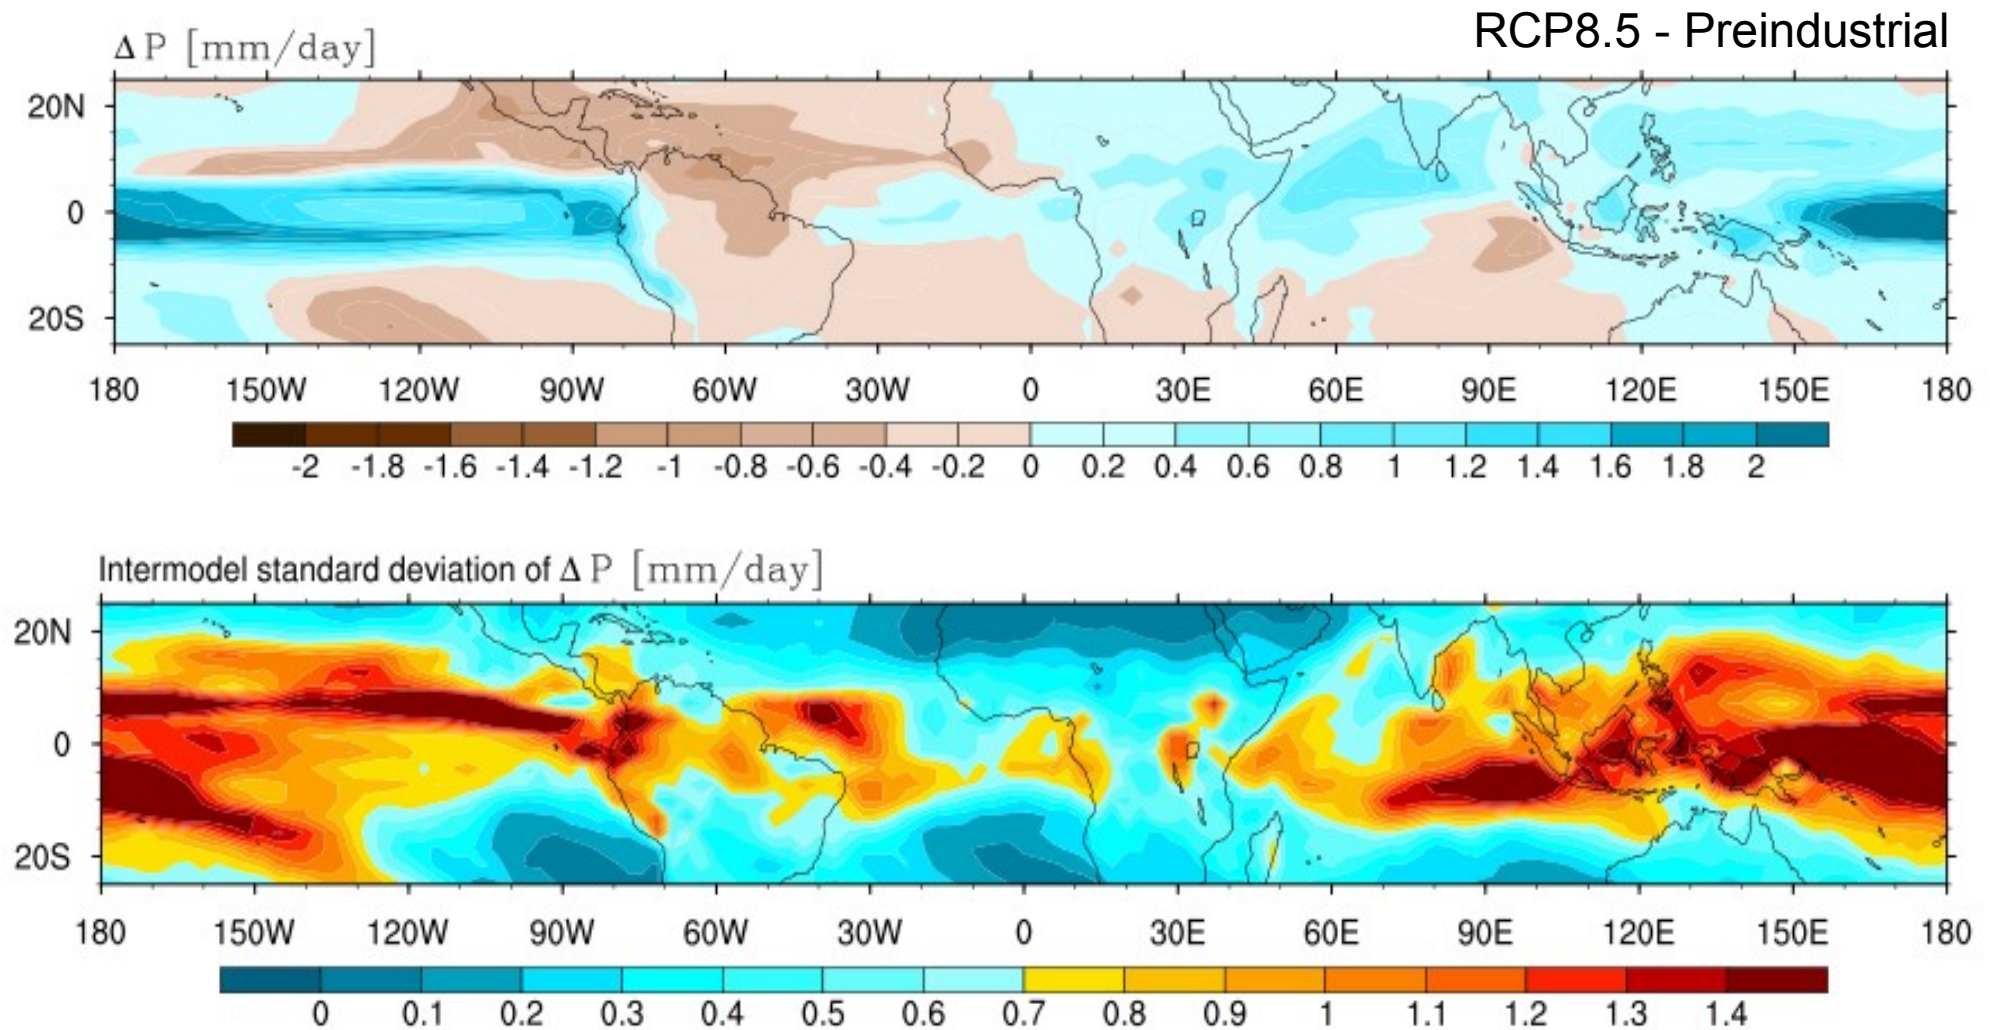 RCP8.5 - Preindustrial
Δ P [mm/day]
20N
0
20S
180 150W 120W 90W 60W 30W 0 30E 60E 90E 120E 150E 180
-2 -1.8 -1.6 -1.4 -1.2 -1 -0.8 -0.6 -0.4 -0.2 0 0.2 0.4 0.6 0.8 1 1.2 1.4 1.6 1.8 2
Intermodel standard deviation of Δ P [mm/day]
20N
0
20S
180 150W 120W 90W 60W 30W 0 30E 60E 90E 120E 150E 180
0 0.1 0.2 0.3 0.4 0.5 0.6 0.7 0.8 0.9 1 1.1 1.2 1.3 1.4